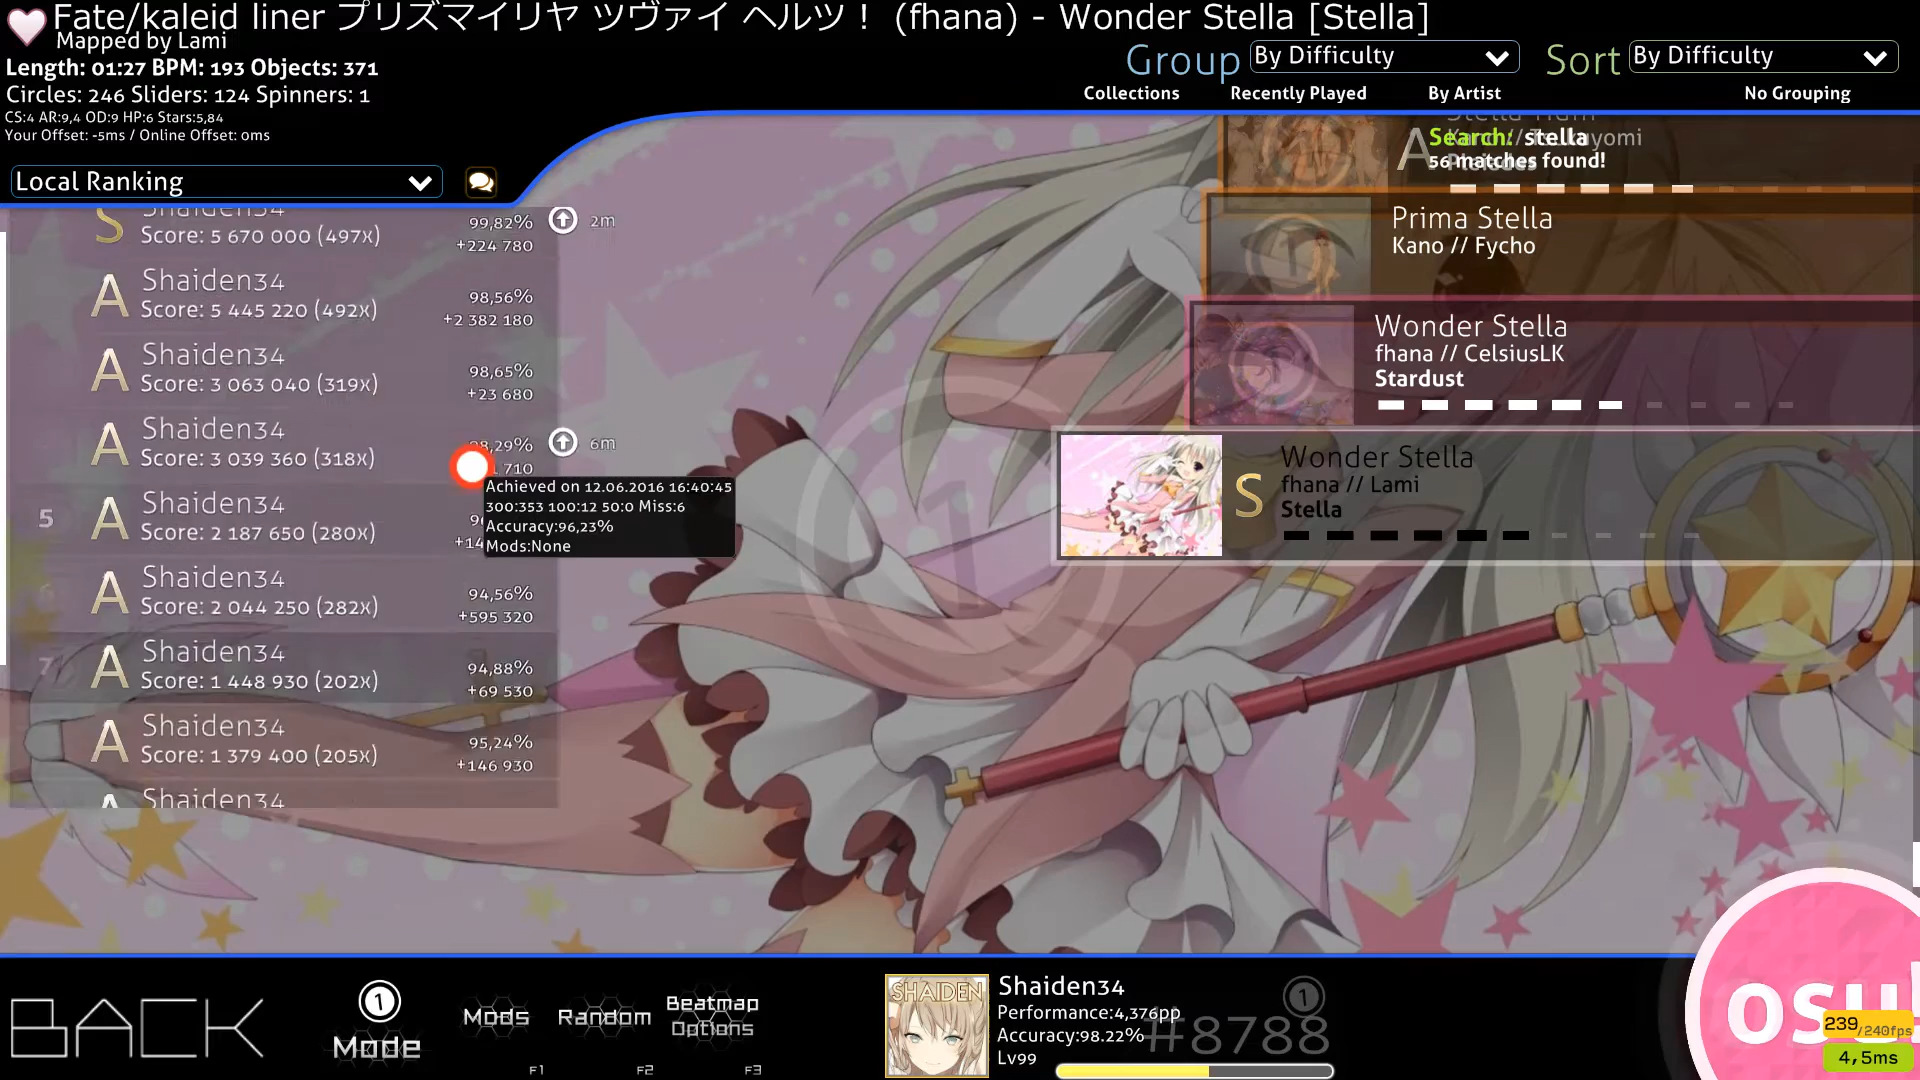 Fate/kaleid liner プリズマイリヤ ツヴァイ ヘルツ！ (fhana) - Wonder Stella [Stella]
Mapped by Lami
Length: 01:27 BPM: 193 Objects: 371
Circles: 246 Sliders: 124 Spinners: 1
CS:4 AR:9,4 OD:9 HP:6 Stars:5,84
Your Offset: -5ms / Online Offset: 0ms
Group By Difficulty
Sort By Difficulty
Collections
Recently Played
By Artist
No Grouping
Local Ranking
Search: stella
56 matches found!
Shaiden34
S
Score: 5 670 000 (497x)
99,82%
+224 780
2m
A
Shaiden34
Score: 5 445 220 (492x)
98,56%
+2 382 180
A
Shaiden34
Score: 3 063 040 (319x)
98,65%
+23 680
A
Shaiden34
Score: 3 039 360 (318x)
98,29%
6m
Achieved on 12.06.2016 16:40:45
300:353 100:12 50:0 Miss:6
Accuracy:96,23%
Mods:None
5
A
Shaiden34
Score: 2 187 650 (280x)
A
Shaiden34
Score: 2 044 250 (282x)
94,56%
+595 320
7
A
Shaiden34
Score: 1 448 930 (202x)
94,88%
+69 530
A
Shaiden34
Score: 1 379 400 (205x)
95,24%
+146 930
Shaiden34
A
Prima Stella
Kano // Fycho
Wonder Stella
fhana // CelsiusLK
Stardust
S
Wonder Stella
fhana // Lami
Stella
BACK
1
Mode
Mods
F1
Random
F2
Beatmap
Options
F3
SHAIDEN
Shaiden34
Performance:4,376pp
Accuracy:98.22%
Lv99
#8788
1
osu!
239/240fps
4,5ms